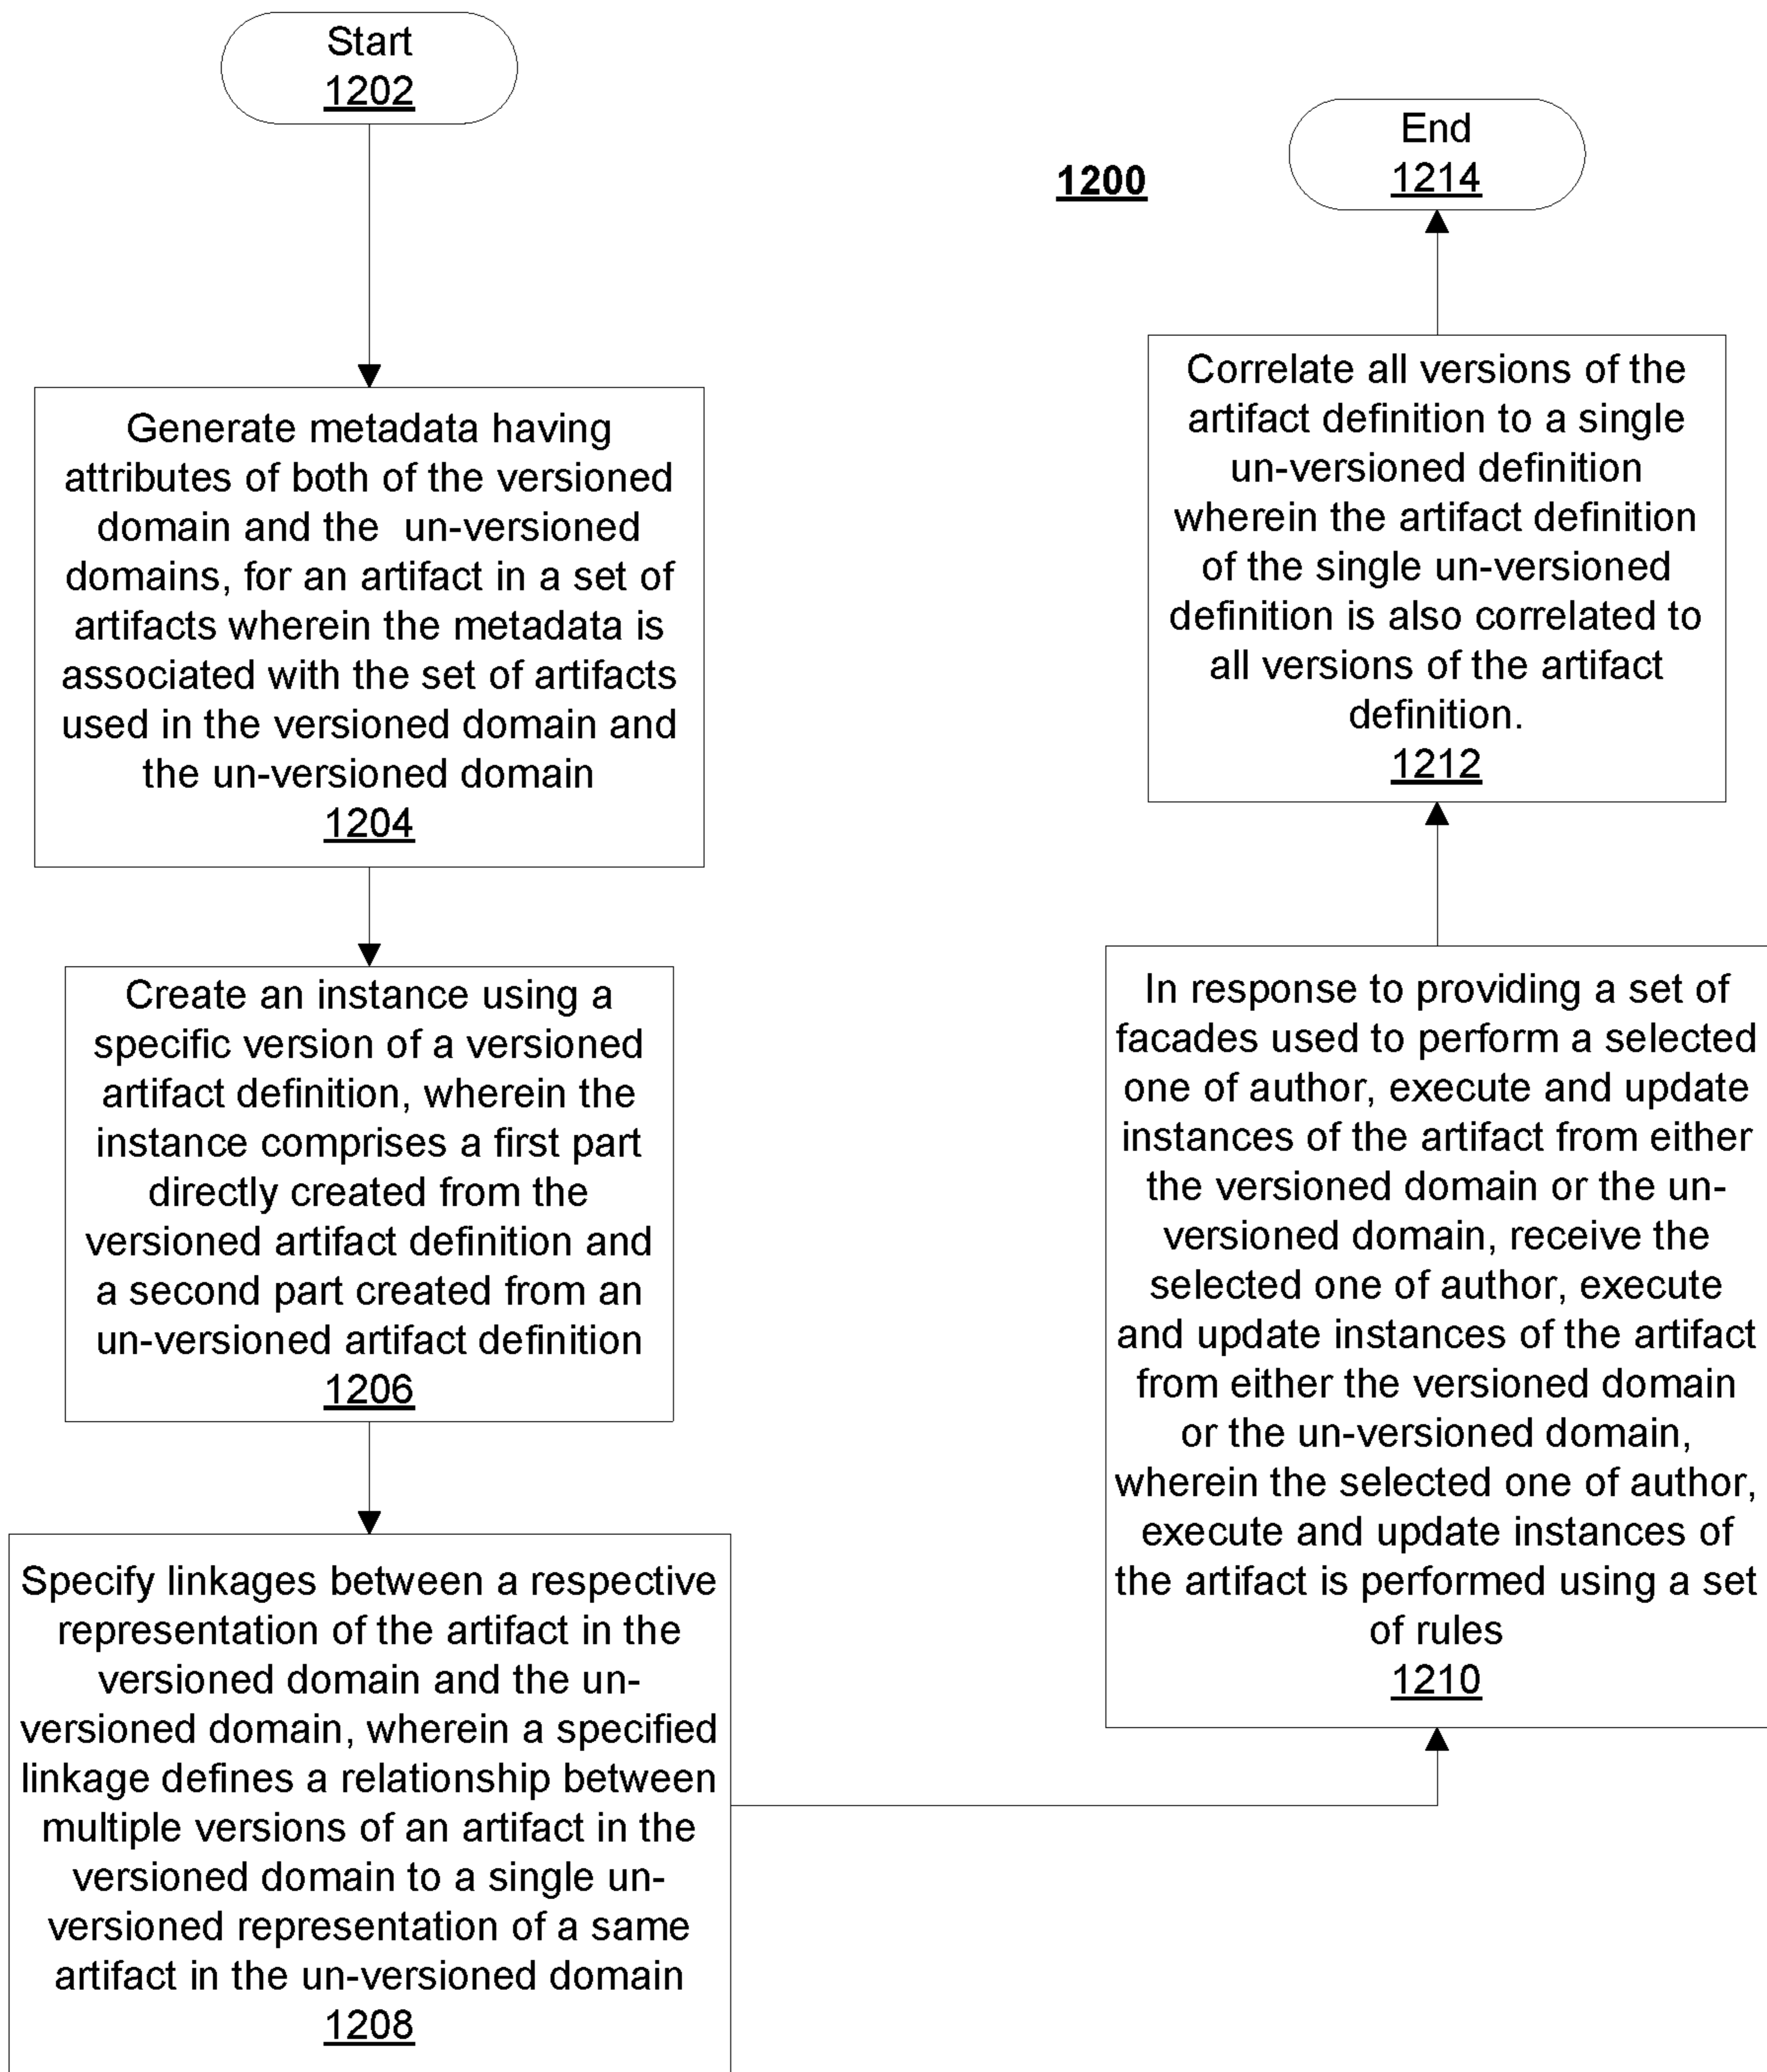 Start
1202
Generate metadata having
attributes of both of the versioned
domain and the un-versioned
domains, for an artifact in a set of
artifacts wherein the metadata is
associated with the set of artifacts
used in the versioned domain and
the un-versioned domain
1204
Create an instance using a
specific version of a versioned
artifact definition, wherein the
instance comprises a first part
directly created from the
versioned artifact definition and
a second part created from an
un-versioned artifact definition
1206
Specify linkages between a respective
representation of the artifact in the
versioned domain and the un-
versioned domain, wherein a specified
linkage defines a relationship between
multiple versions of an artifact in the
versioned domain to a single un-
versioned representation of a same
artifact in the un-versioned domain
1208
1200
End
1214
Correlate all versions of the
artifact definition to a single
un-versioned definition
wherein the artifact definition
of the single un-versioned
definition is also correlated to
all versions of the artifact
definition.
1212
In response to providing a set of
facades used to perform a selected
one of author, execute and update
instances of the artifact from either
the versioned domain or the un-
versioned domain, receive the
selected one of author, execute
and update instances of the artifact
from either the versioned domain
or the un-versioned domain,
wherein the selected one of author,
execute and update instances of
the artifact is performed using a set
of rules
1210